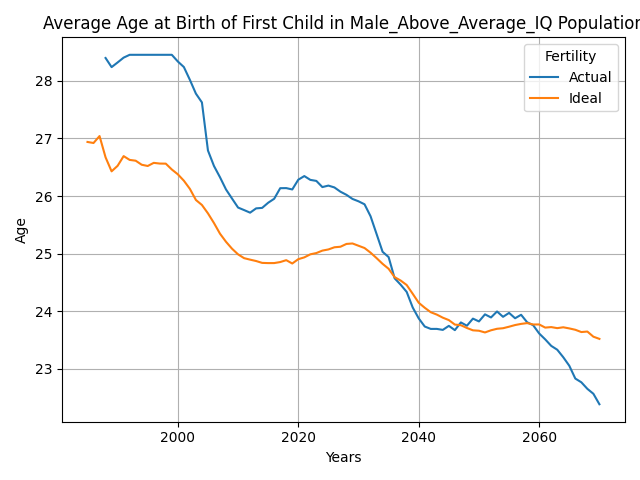 Average Age at Birth of First Child in Male_Above_Average_IQ Population
Fertility
Actual
Ideal
28
27
26
25
24
23
Age
2000
2020
2040
2060
Years